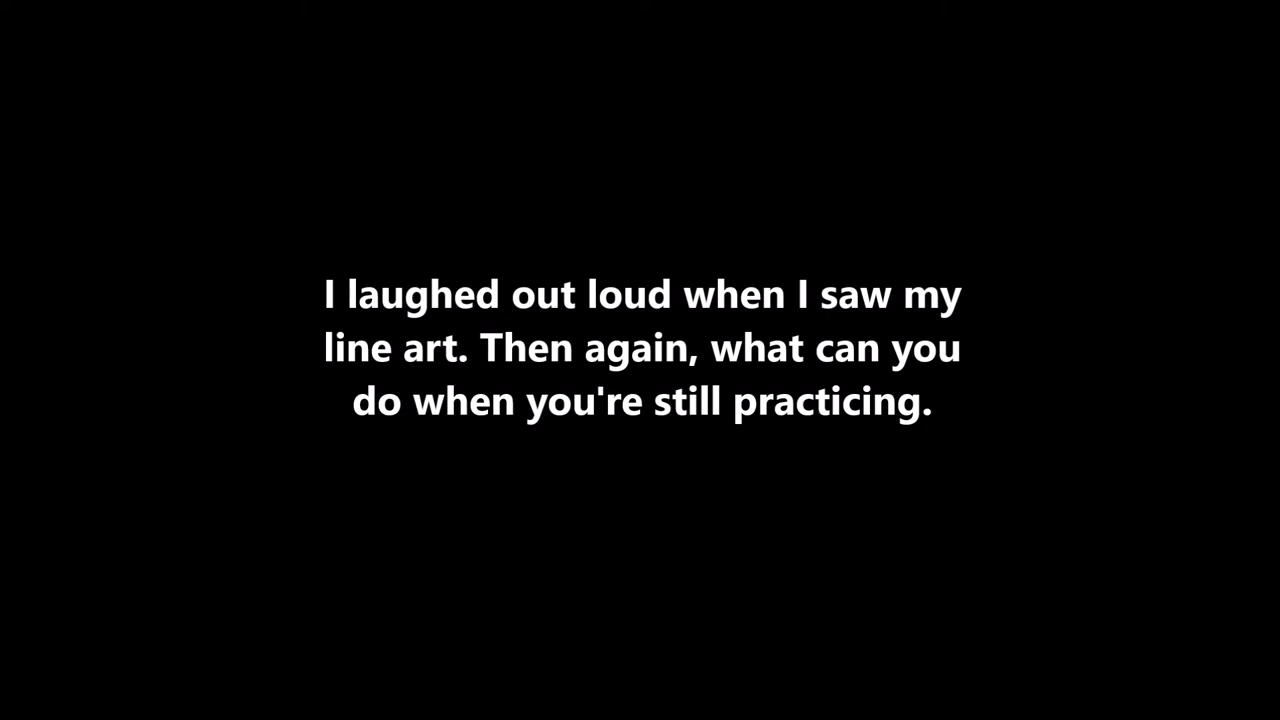 I laughed out loud when I saw my
line art. Then again, what can you
do when you're still practicing.